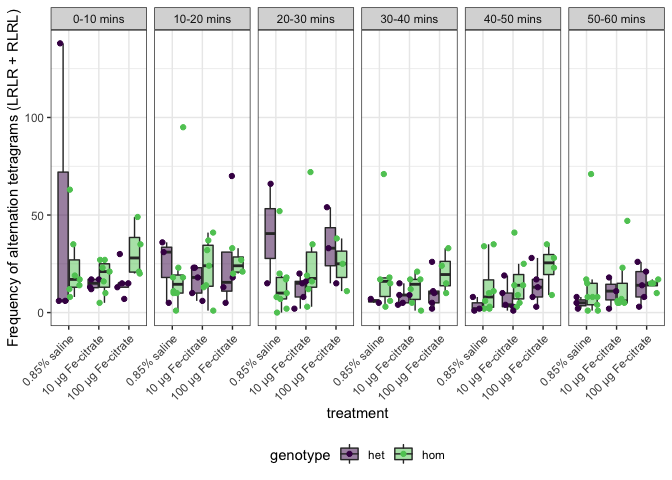 0-10 mins 10-20 mins 20-30 mins 30-40 mins 40-50 mins 50-60 mins
Frequency of alternation tetragrams (LRLR + RLRL)
100
50
0
0.85% saline 10 µg Fe-citrate 100 µg Fe-citrate 0.85% saline 10 µg Fe-citrate 100 µg Fe-citrate 0.85% saline 10 µg Fe-citrate 100 µg Fe-citrate 0.85% saline 10 µg Fe-citrate 100 µg Fe-citrate 0.85% saline 10 µg Fe-citrate 100 µg Fe-citrate 0.85% saline 10 µg Fe-citrate 100 µg Fe-citrate
treatment
genotype het hom